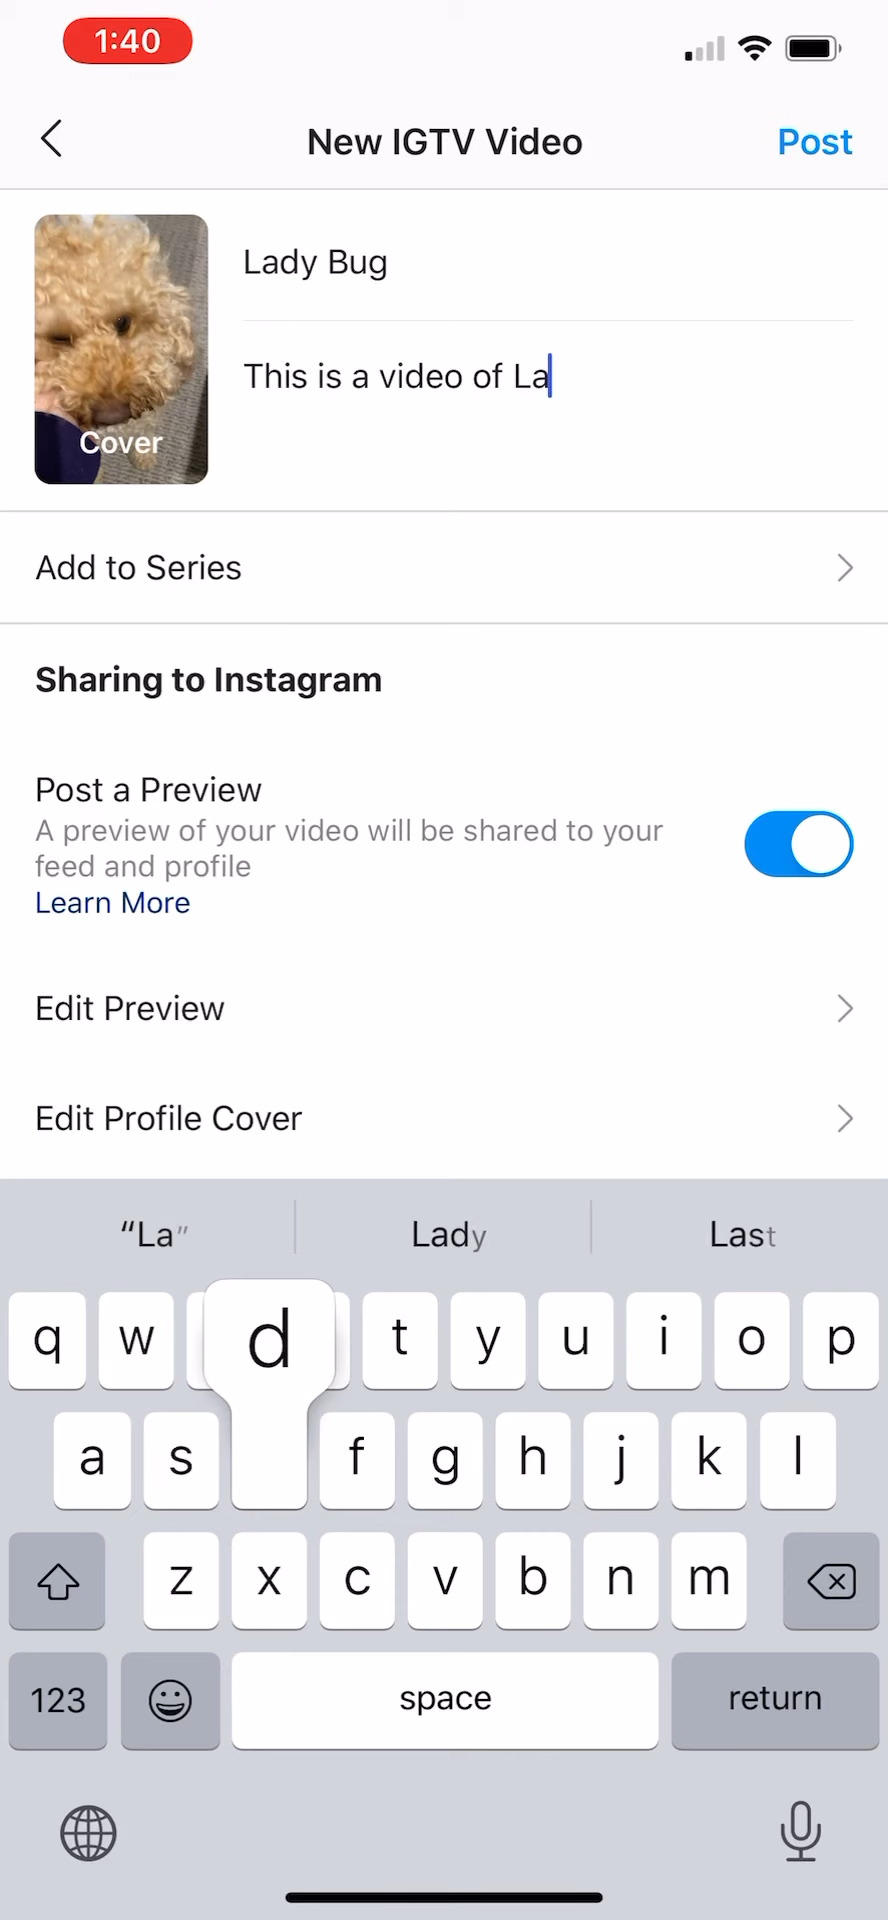 1:40
New IGTV Video
Post
Lady Bug
This is a video of La
Cover
Add to Series
Sharing to Instagram
Post a Preview
A preview of your video will be shared to your
feed and profile
Learn More
Edit Preview
Edit Profile Cover
“La” Lady Last
q w d t y u i o p
a s f g h j k l
z x c v b n m
123 space return